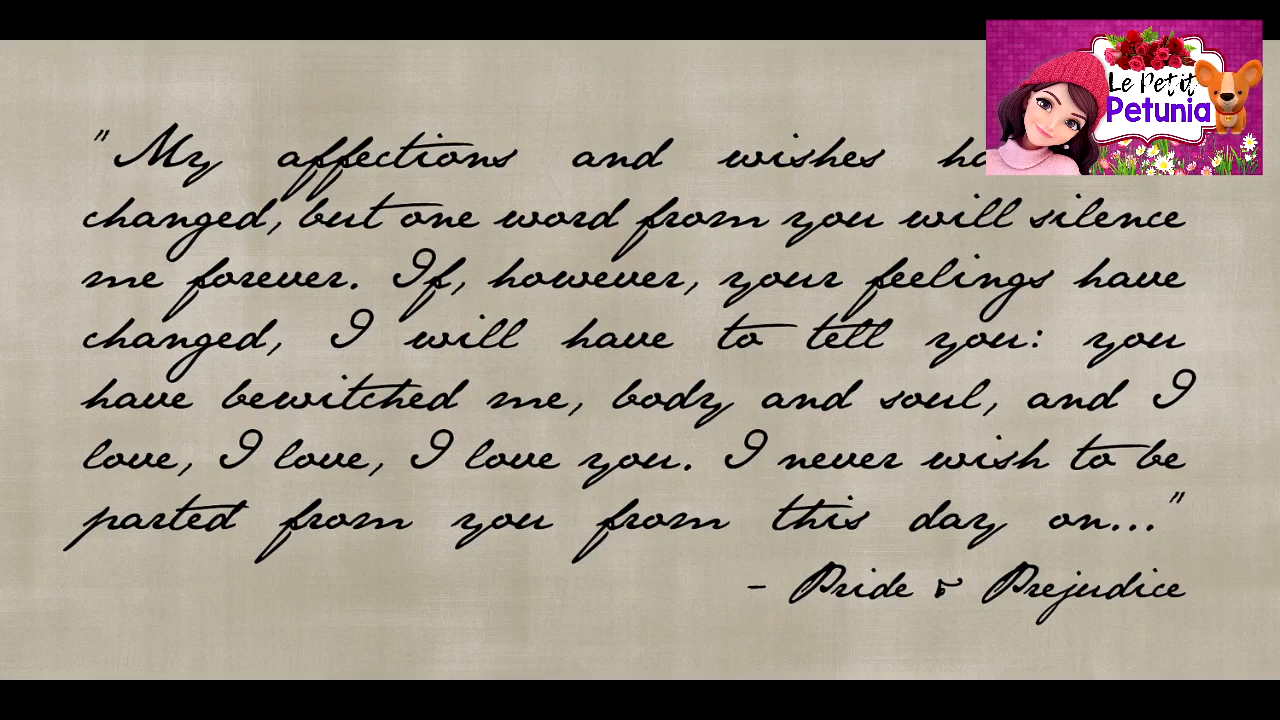 "My affections and wishes
Le Petit
Petunia
changed, but one word from you will silence
me forever. If, however, your feelings have
changed, I will have to tell you: you
have bewitched me, body and soul, and I
love, I love, I love you. I never wish to be
parted from you from this day on..."
- Pride & Prejudice